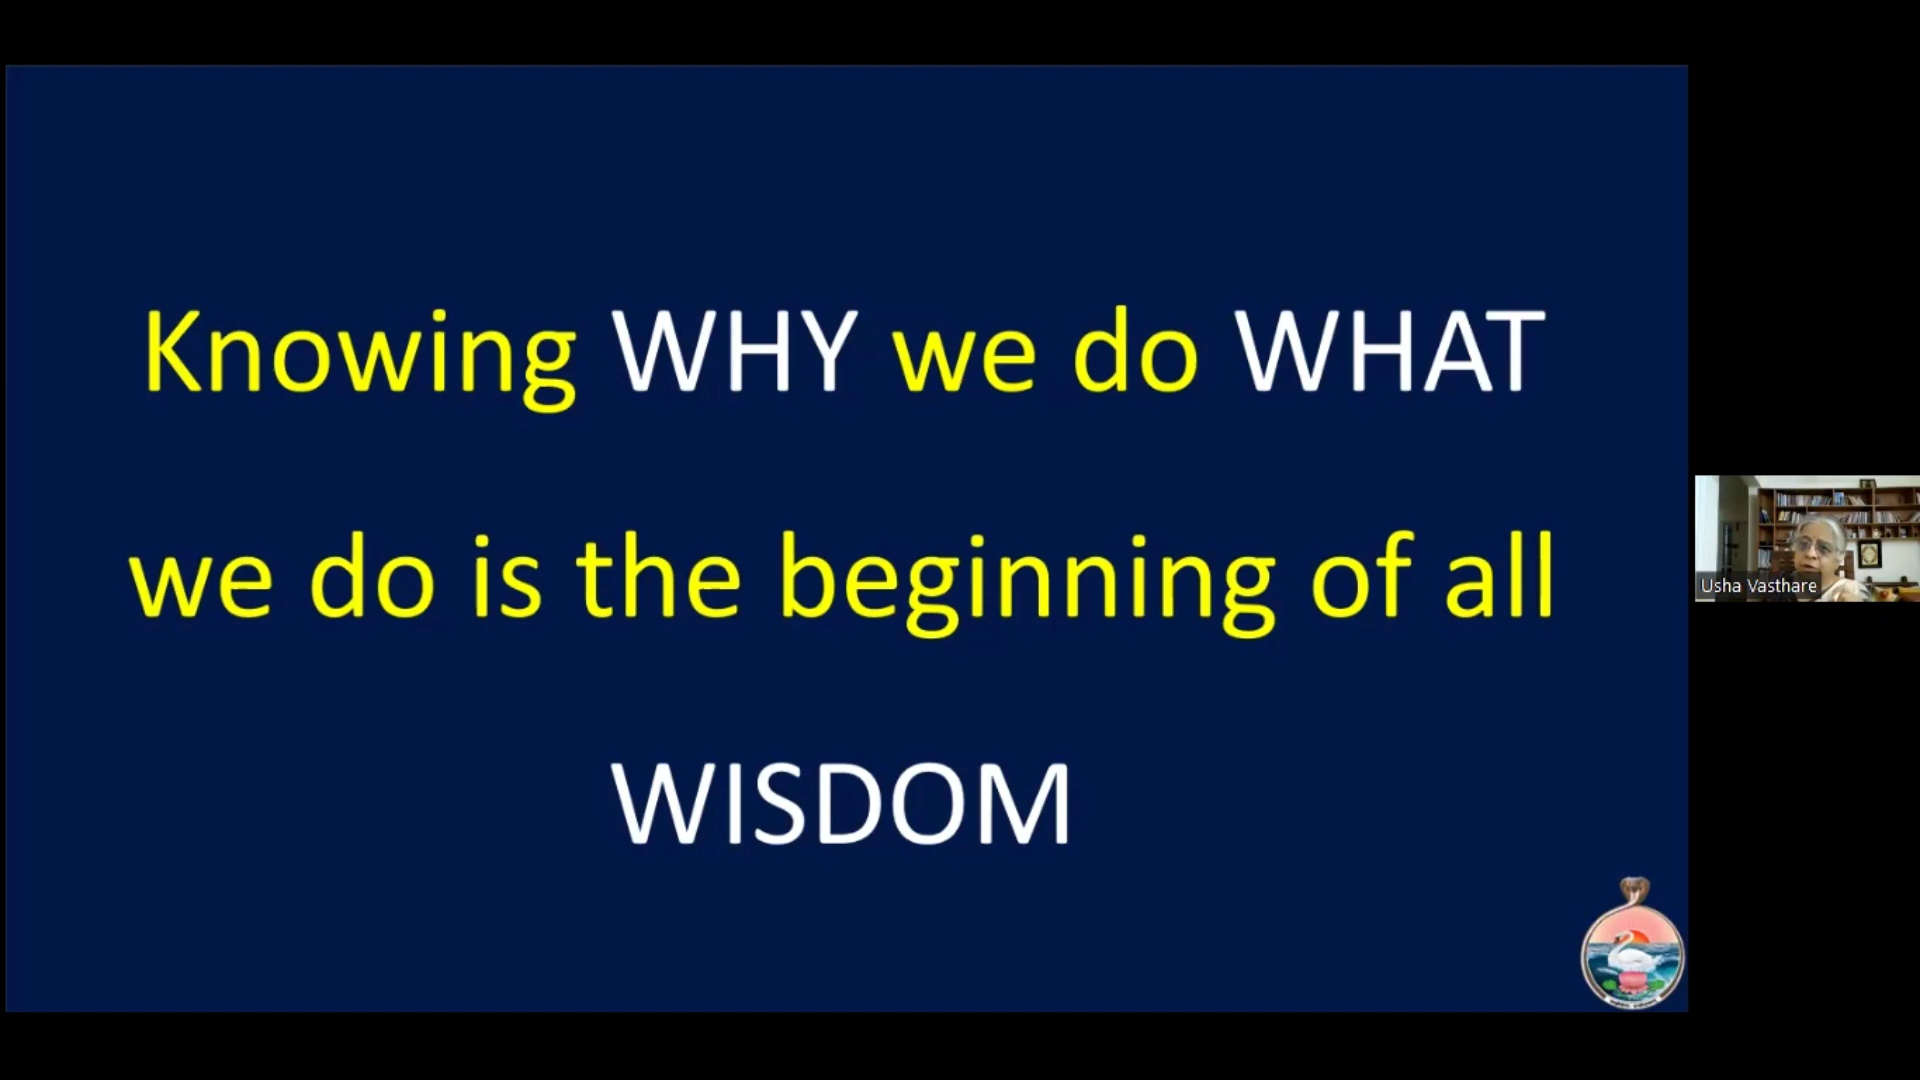 Knowing WHY we do WHAT
we do is the beginning of all
WISDOM
Usha Vasthare